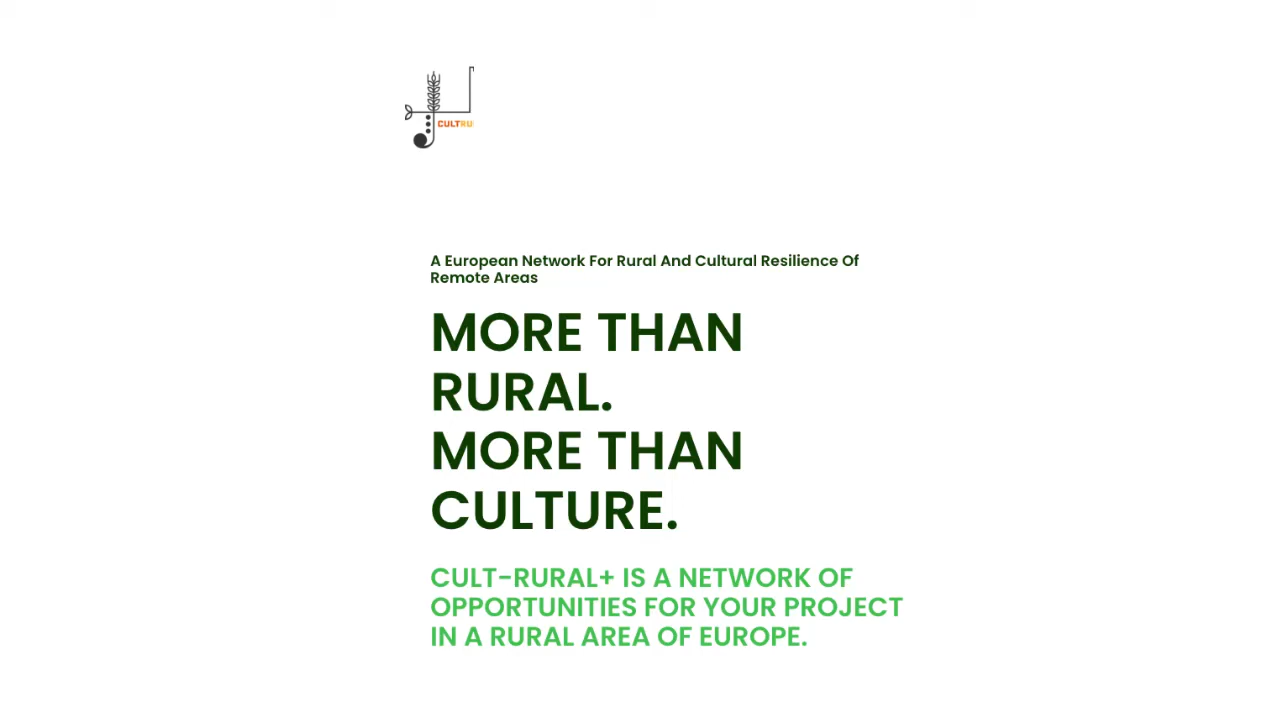 CULTRU
A European Network For Rural And Cultural Resilience Of
Remote Areas
MORE THAN
RURAL.
MORE THAN
CULTURE.
CULT-RURAL+ IS A NETWORK OF
OPPORTUNITIES FOR YOUR PROJECT
IN A RURAL AREA OF EUROPE.